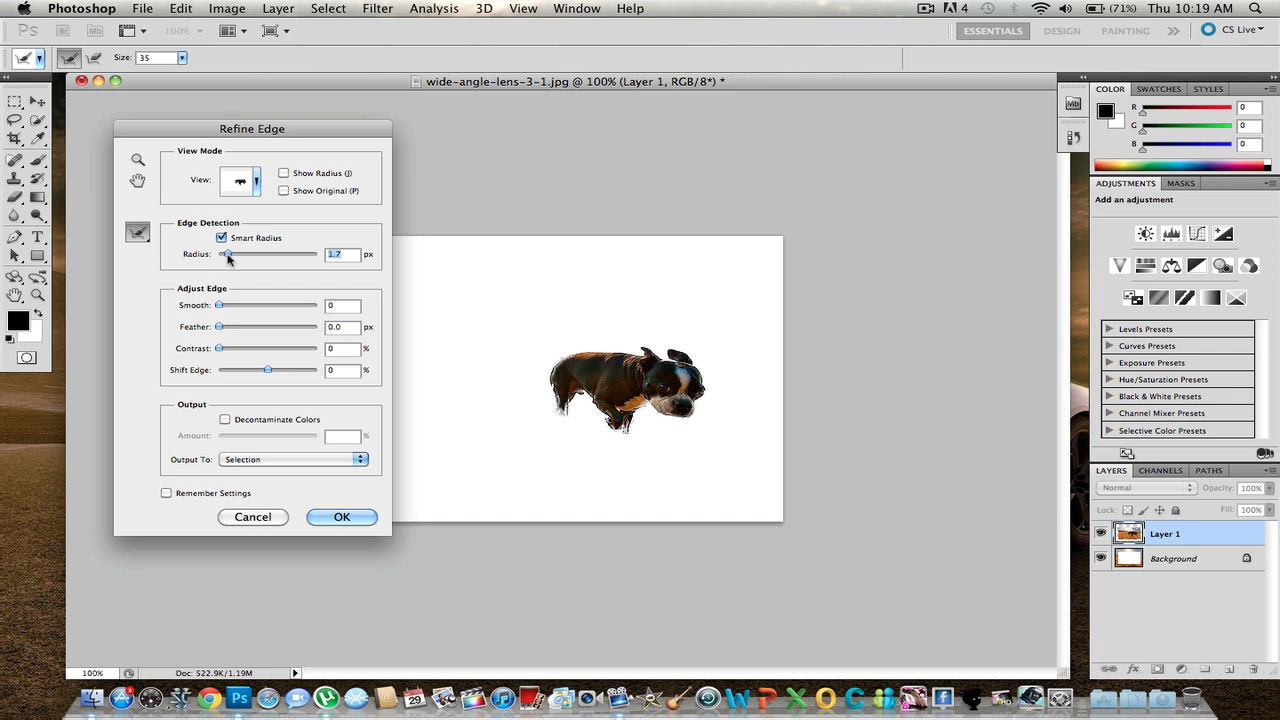 Photoshop File Edit Image Layer Select Filter Analysis 3D View Window Help 4 (71%) Thu 10:19 AM
Ps Br Mb 100% ESSENTIALS DESIGN PAINTING CS Live
Size: 35
wide-angle-lens-3-1.jpg @ 100% (Layer 1, RGB/8*) *
Refine Edge
View Mode
View:
Show Radius (J)
Show Original (P)
Edge Detection
Smart Radius
Radius: 1.7 px
Adjust Edge
Smooth: 0
Feather: 0.0 px
Contrast: 0 %
Shift Edge: 0 %
Output
Decontaminate Colors
Amount: %
Output To: Selection
Remember Settings
Cancel OK
Mb
COLOR SWATCHES STYLES
R 0
G 0
B 0
ADJUSTMENTS MASKS
Add an adjustment
Levels Presets
Curves Presets
Exposure Presets
Hue/Saturation Presets
Black & White Presets
Channel Mixer Presets
Selective Color Presets
LAYERS CHANNELS PATHS
Normal Opacity: 100%
Lock: Fill: 100%
Layer 1
Background
100% Doc: 522.9K/1.19M